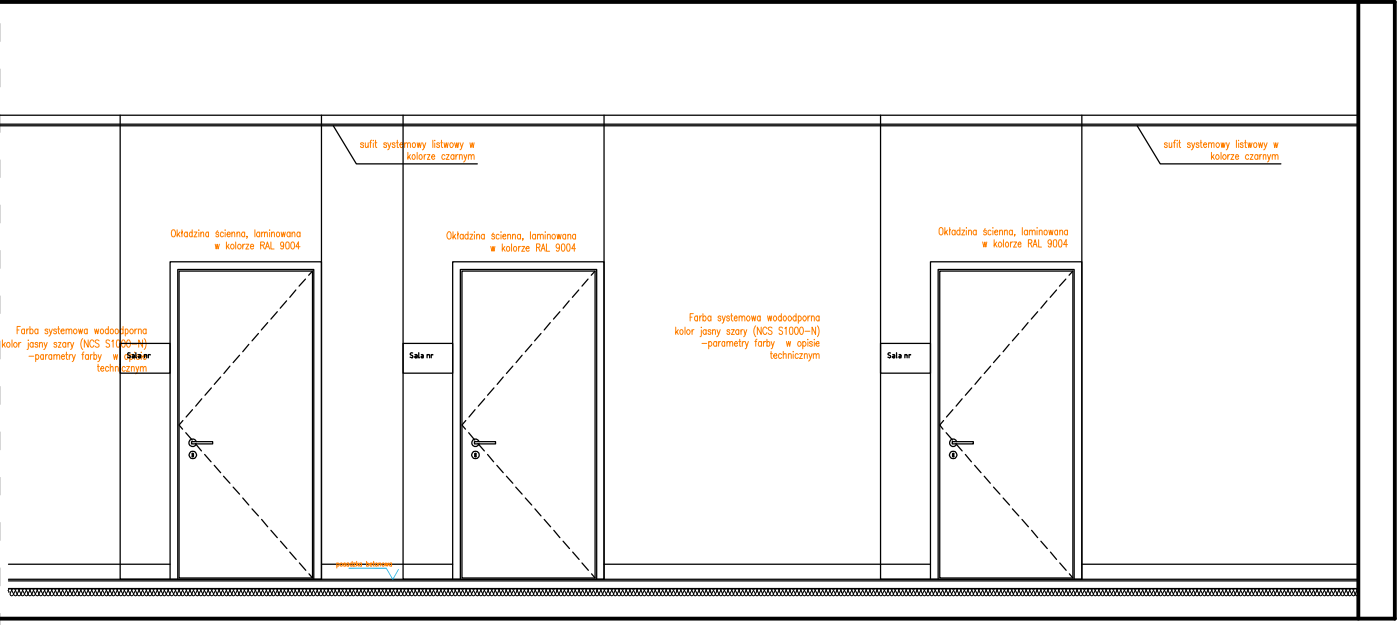 sufit systemowy listwowy w
kolorze czarnym
sufit systemowy listwowy w
kolorze czarnym
Okładzina ścienna, laminowana
w kolorze RAL 9004
Okładzina ścienna, laminowana
w kolorze RAL 9004
Okładzina ścienna, laminowana
w kolorze RAL 9004
Farba systemowa wodoodporna
kolor jasny szary (NCS S1000-N)
-parametry farby w opisie
technicznym
Sala nr
Sala nr
Farba systemowa wodoodporna
kolor jasny szary (NCS S1000-N)
-parametry farby w opisie
technicznym
Sala nr
posadzka betonowa